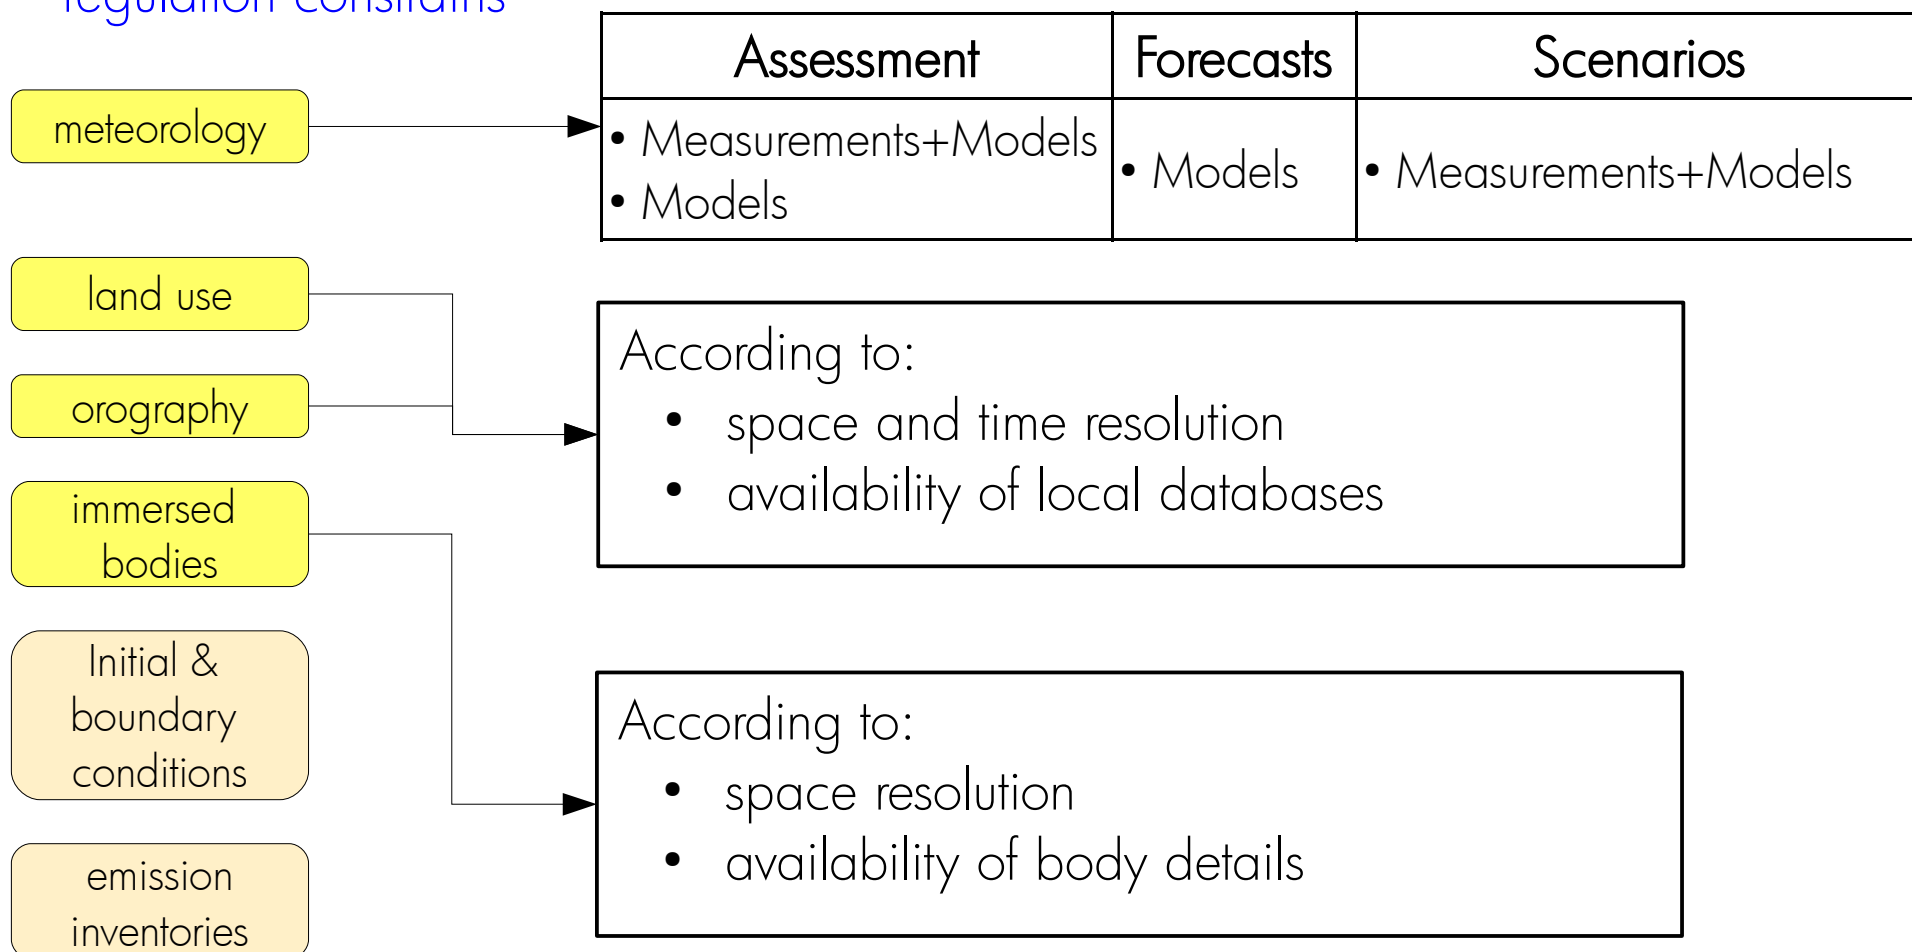 regulation constrains
Assessment Forecasts Scenarios
meteorology
• Measurements+Models
• Models
• Models
• Measurements+Models
land use
orography
According to:
• space and time resolution
• availability of local databases
immersed
bodies
Initial &
boundary
conditions
According to:
• space resolution
• availability of body details
emission
inventories